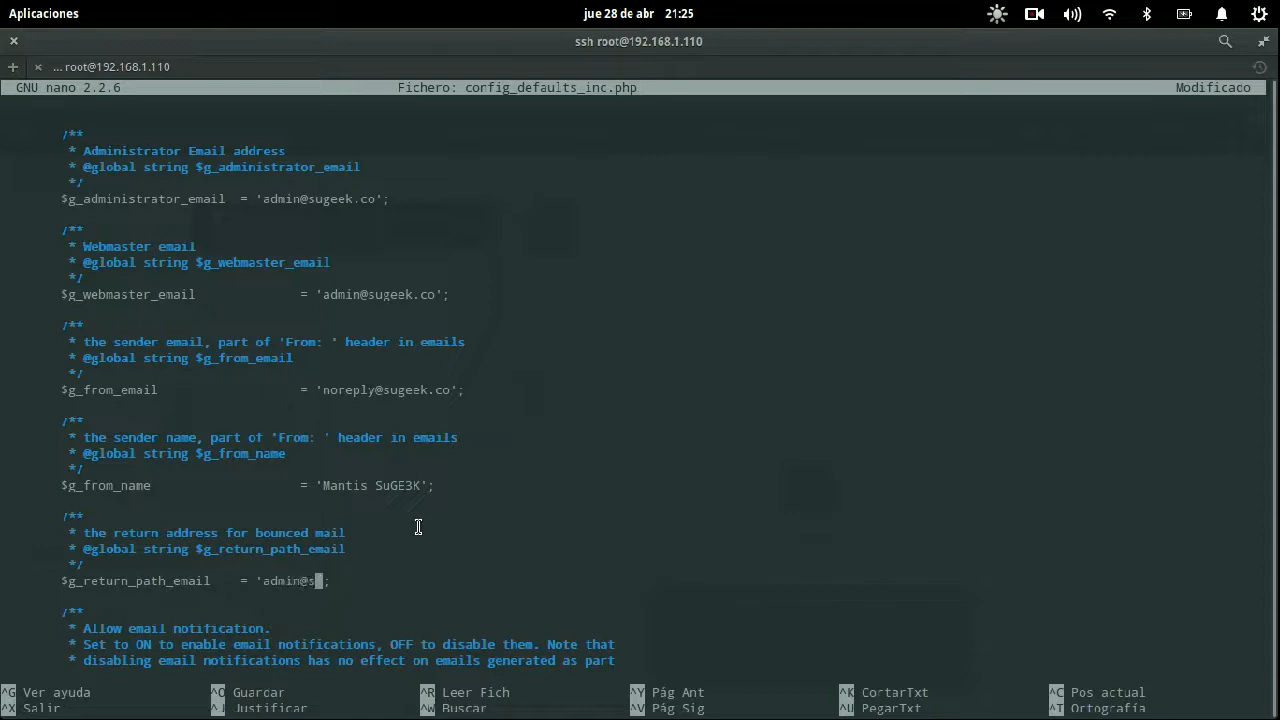 Aplicaciones jue 28 de abr 21:25
ssh root@192.168.1.110
... root@192.168.1.110
GNU nano 2.2.6 Fichero: config_defaults_inc.php Modificado
/**
* Administrator Email address
* @global string $g_administrator_email
*/
$g_administrator_email = 'admin@sugeek.co';
/**
* Webmaster email
* @global string $g_webmaster_email
*/
$g_webmaster_email = 'admin@sugeek.co';
/**
* the sender email, part of 'From: ' header in emails
* @global string $g_from_email
*/
$g_from_email = 'noreply@sugeek.co';
/**
* the sender name, part of 'From: ' header in emails
* @global string $g_from_name
*/
$g_from_name = 'Mantis SuGE3K';
/**
* the return address for bounced mail
* @global string $g_return_path_email
*/
$g_return_path_email = 'admin@s';
/**
* Allow email notification.
* Set to ON to enable email notifications, OFF to disable them. Note that
* disabling email notifications has no effect on emails generated as part
^G Ver ayuda ^O Guardar ^R Leer Fich ^Y Pág Ant ^K CortarTxt ^C Pos actual
^X Salir ^J Justificar ^W Buscar ^V Pág Sig ^U PegarTxt ^T Ortografía